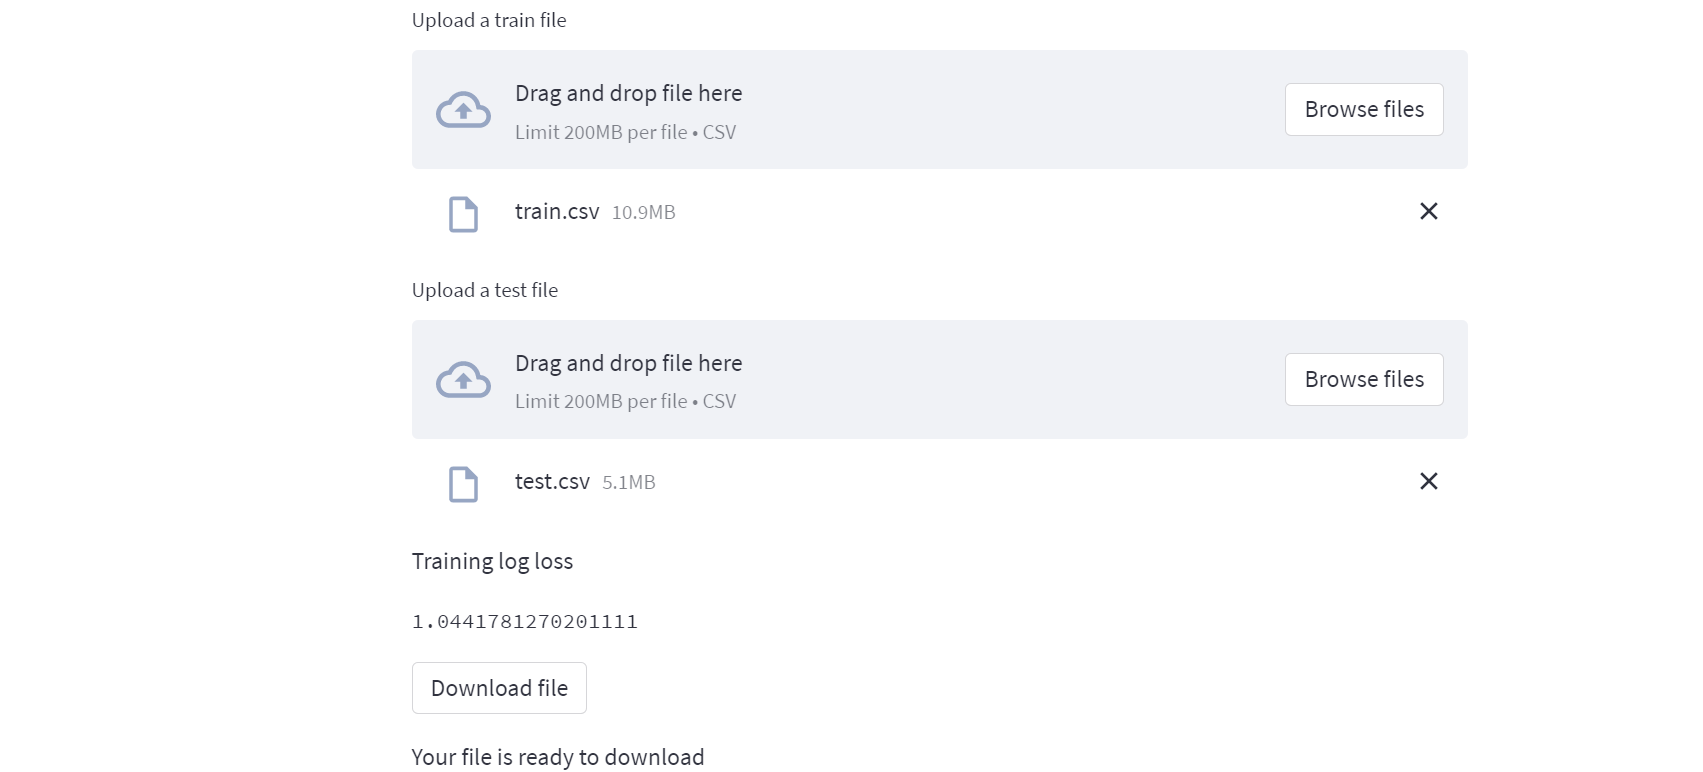 Upload a train file
Drag and drop file here
Browse files
Limit 200MB per file • CSV
train.csv 10.9MB
Upload a test file
Drag and drop file here
Browse files
Limit 200MB per file • CSV
test.csv 5.1MB
Training log loss
1.0441781270201111
Download file
Your file is ready to download